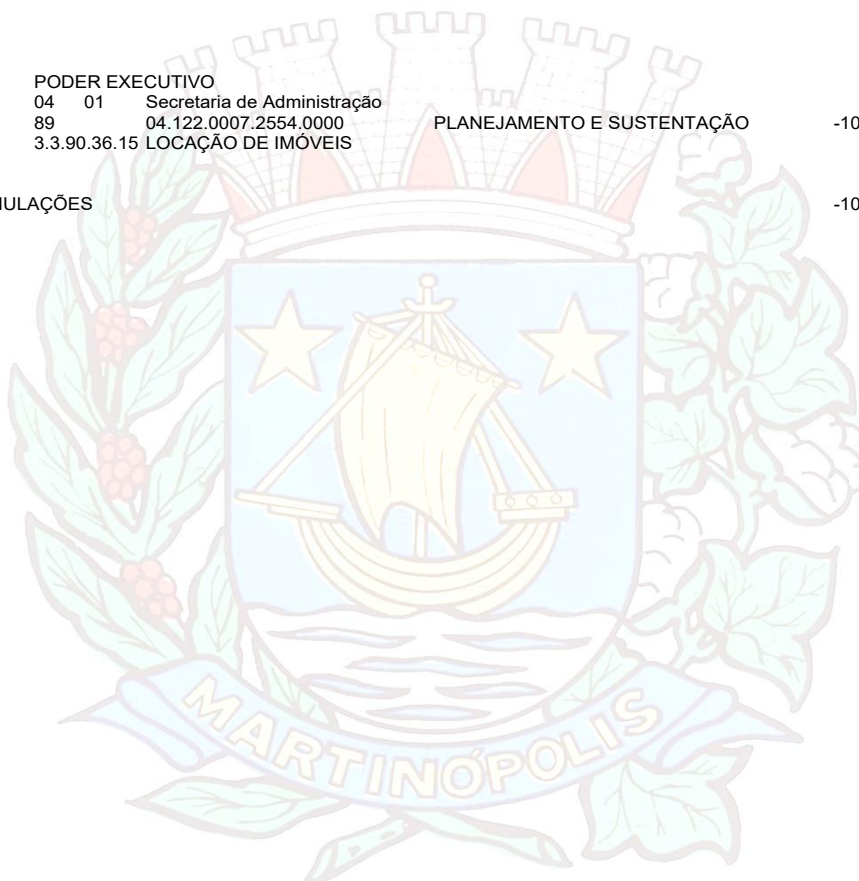 PODER EXECUTIVO
04 01 Secretaria de Administração
89 04.122.0007.2554.0000 PLANEJAMENTO E SUSTENTAÇÃO -10
3.3.90.36.15 LOCAÇÃO DE IMÓVEIS
ULAÇÕES -10
MARTINÓPOLIS